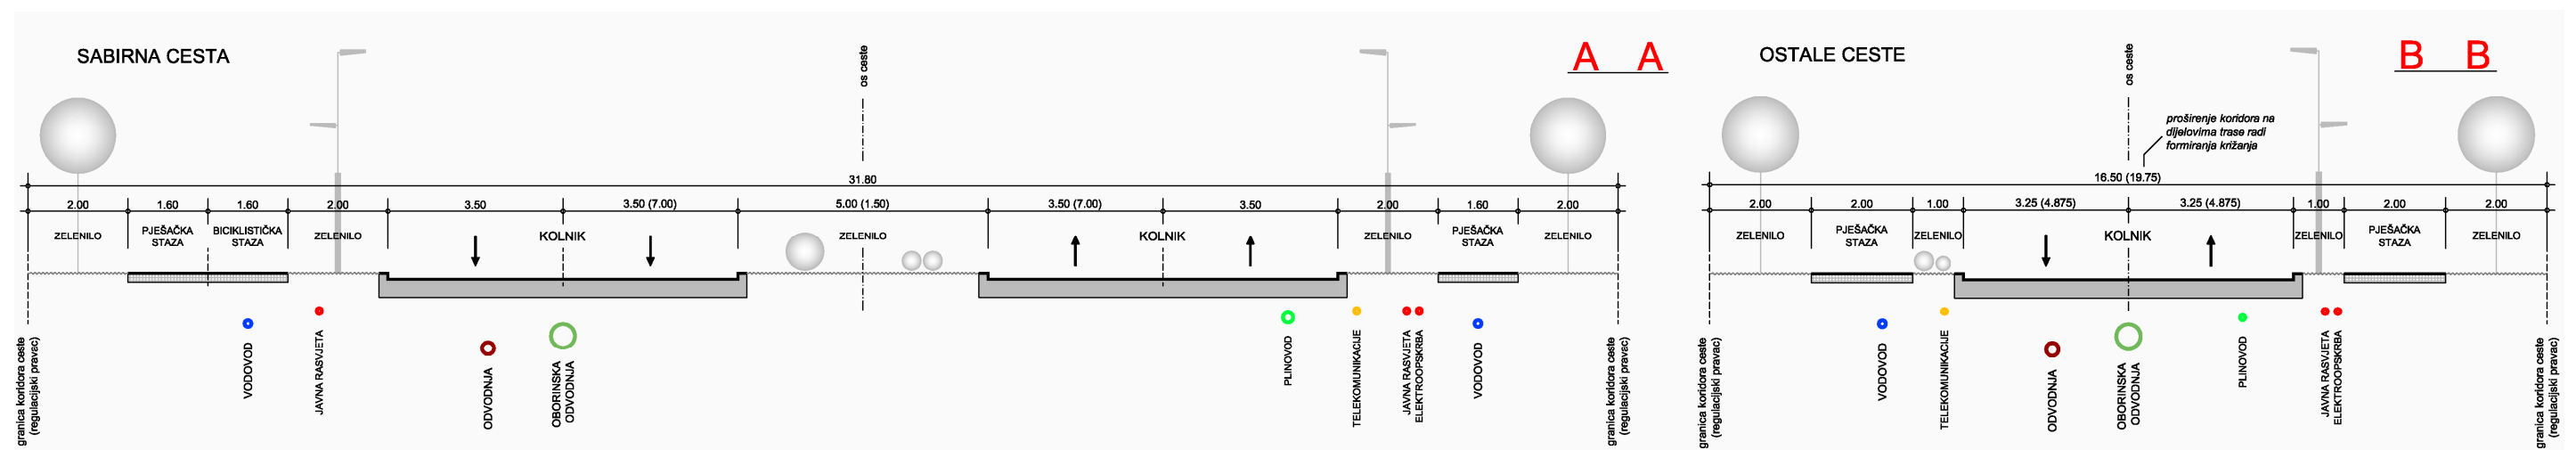 SABIRNA CESTA
os ceste
A A
31.80
2.00 1.60 1.60 2.00 3.50 3.50 (7.00) 5.00 (1.50) 3.50 (7.00) 3.50 2.00 1.60 2.00
ZELENILO
PJEŠAČKA
STAZA
BICIKLISTIČKA
STAZA
ZELENILO
KOLNIK
ZELENILO
KOLNIK
ZELENILO
PJEŠAČKA
STAZA
ZELENILO
granica koridora ceste
(regulacijski pravac)
VODOVOD
JAVNA RASVJETA
ODVODNJA
OBORINSKA
ODVODNJA
PLINOVOD
TELEKOMUNIKACIJE
JAVNA RASVJETA
ELEKTROOPSKRBA
VODOVOD
granica koridora ceste
(regulacijski pravac)
OSTALE CESTE
os ceste
B B
proširenje koridora na
dijelovima trase radi
formiranja križanja
16.50 (19.75)
2.00 2.00 1.00 3.25 (4.875) 3.25 (4.875) 1.00 2.00 2.00
ZELENILO
PJEŠAČKA
STAZA
ZELENILO
KOLNIK
ZELENILO
PJEŠAČKA
STAZA
ZELENILO
granica koridora ceste
(regulacijski pravac)
VODOVOD
TELEKOMUNIKACIJE
ODVODNJA
OBORINSKA
ODVODNJA
PLINOVOD
JAVNA RASVJETA
ELEKTROOPSKRBA
granica koridora ceste
(regulacijski pravac)